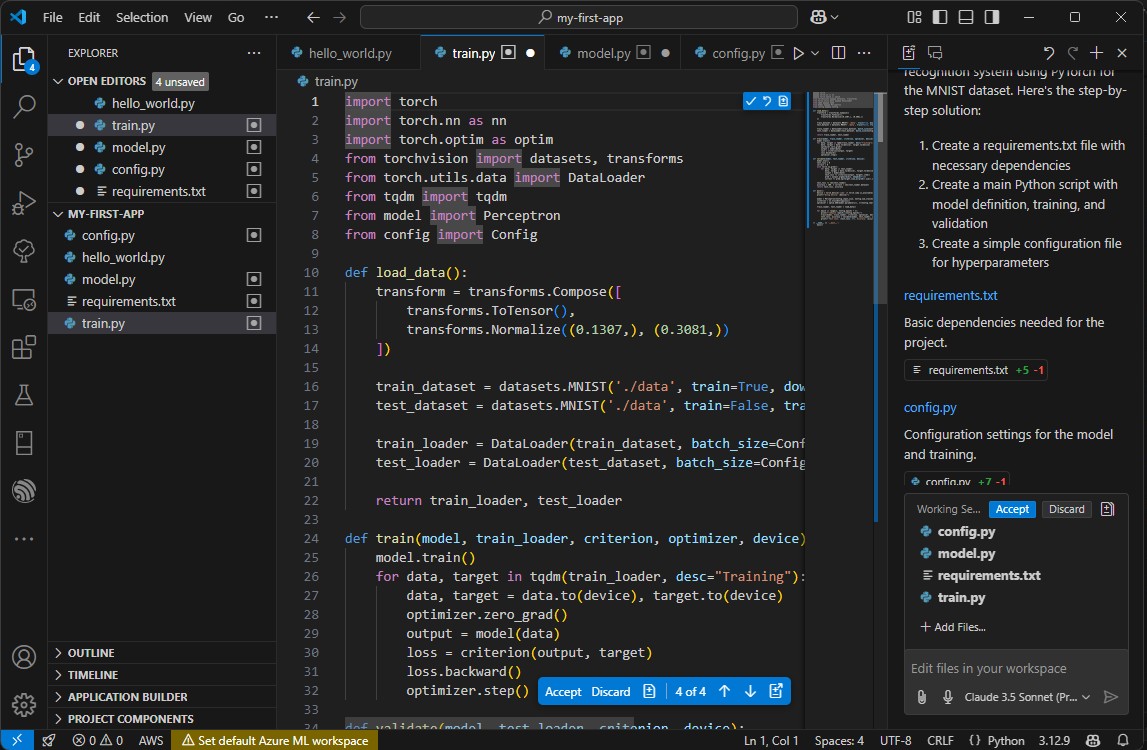 File Edit Selection View Go ··· my-first-app
EXPLORER ···
OPEN EDITORS 4 unsaved
hello_world.py
train.py
model.py
config.py
requirements.txt
MY-FIRST-APP
config.py
hello_world.py
model.py
requirements.txt
train.py
OUTLINE
TIMELINE
APPLICATION BUILDER
PROJECT COMPONENTS
4
hello_world.py train.py model.py config.py ···
train.py
1 import torch
2 import torch.nn as nn
3 import torch.optim as optim
4 from torchvision import datasets, transforms
5 from torch.utils.data import DataLoader
6 from tqdm import tqdm
7 from model import Perceptron
8 from config import Config
9
10 def load_data():
11 transform = transforms.Compose([
12 transforms.ToTensor(),
13 transforms.Normalize((0.1307,), (0.3081,))
14 ])
15
16 train_dataset = datasets.MNIST('./data', train=True, dow
17 test_dataset = datasets.MNIST('./data', train=False, tra
18
19 train_loader = DataLoader(train_dataset, batch_size=Conf
20 test_loader = DataLoader(test_dataset, batch_size=Config
21
22 return train_loader, test_loader
23
24 def train(model, train_loader, criterion, optimizer, device)
25 model.train()
26 for data, target in tqdm(train_loader, desc="Training"):
27 data, target = data.to(device), target.to(device)
28 optimizer.zero_grad()
29 output = model(data)
30 loss = criterion(output, target)
31 loss.backward()
32 optimizer.step()
33
34 def validate(model, test_loader, criterion, device):
Accept Discard 4 of 4
recognition system using PyTorch for
the MNIST dataset. Here's the step-by-
step solution:
1. Create a requirements.txt file with
necessary dependencies
2. Create a main Python script with
model definition, training, and
validation
3. Create a simple configuration file
for hyperparameters
requirements.txt
Basic dependencies needed for the
project.
requirements.txt +5 -1
config.py
Configuration settings for the model
and training.
config.py +7 -1
Working Se... Accept Discard
config.py
model.py
requirements.txt
train.py
+ Add Files...
Edit files in your workspace
Claude 3.5 Sonnet (Pr...
0 0 AWS Set default Azure ML workspace Ln 1, Col 1 Spaces: 4 UTF-8 CRLF {} Python 3.12.9